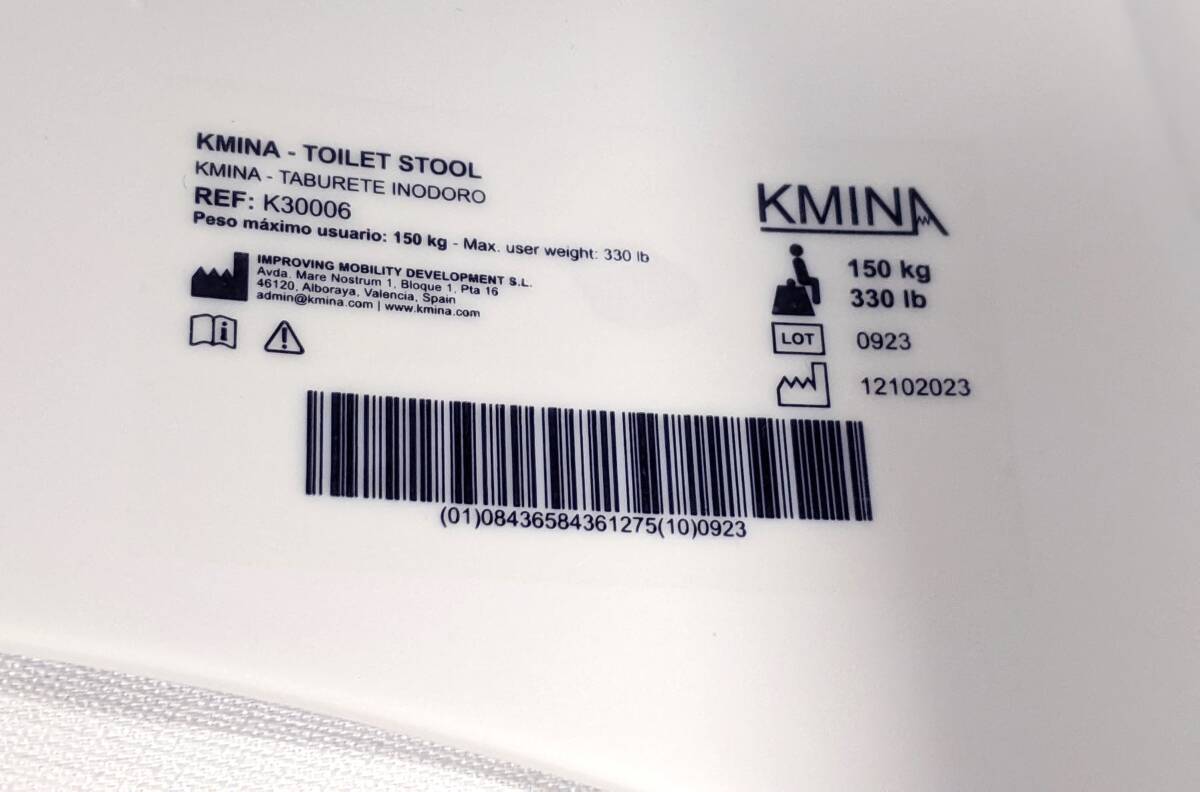 KMINA - TOILET STOOL
KMINA - TABURETE INODORO
REF: K30006
Peso máximo usuario: 150 kg - Max. user weight: 330 lb
IMPROVING MOBILITY DEVELOPMENT S.L.
Avda. Mare Nostrum 1, Bloque 1, Pta 16
46120, Alboraya, Valencia, Spain
admin@kmina.com | www.kmina.com
KMINA
150 kg
330 lb
LOT 0923
12102023
(01)08436584361275(10)0923